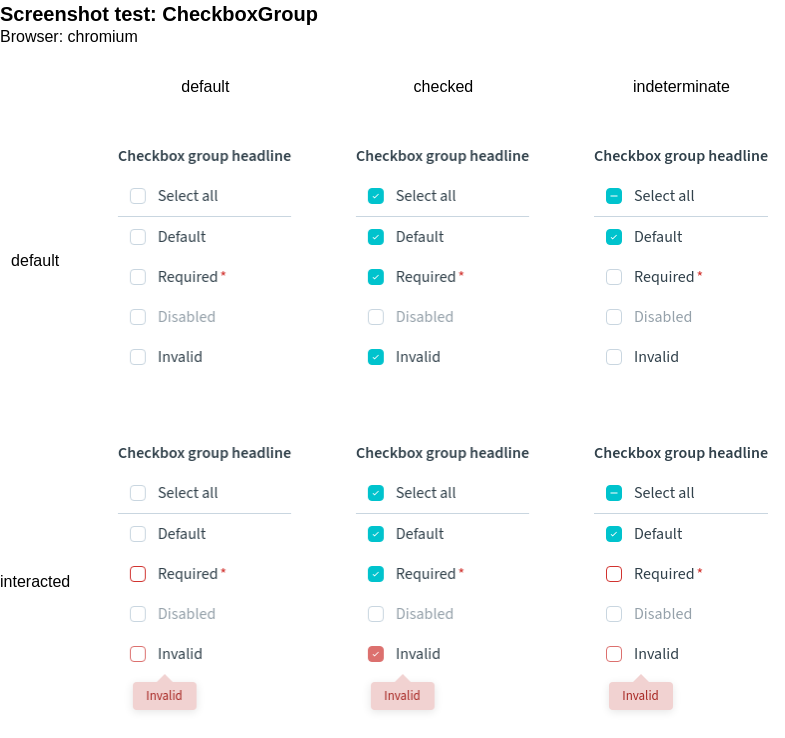 Screenshot test: CheckboxGroup
Browser: chromium
default checked indeterminate
default
Checkbox group headline
Select all
Default
Required *
Disabled
Invalid
Checkbox group headline
Select all
Default
Required *
Disabled
Invalid
Checkbox group headline
Select all
Default
Required *
Disabled
Invalid
interacted
Checkbox group headline
Select all
Default
Required *
Disabled
Invalid
Invalid
Checkbox group headline
Select all
Default
Required *
Disabled
Invalid
Invalid
Checkbox group headline
Select all
Default
Required *
Disabled
Invalid
Invalid